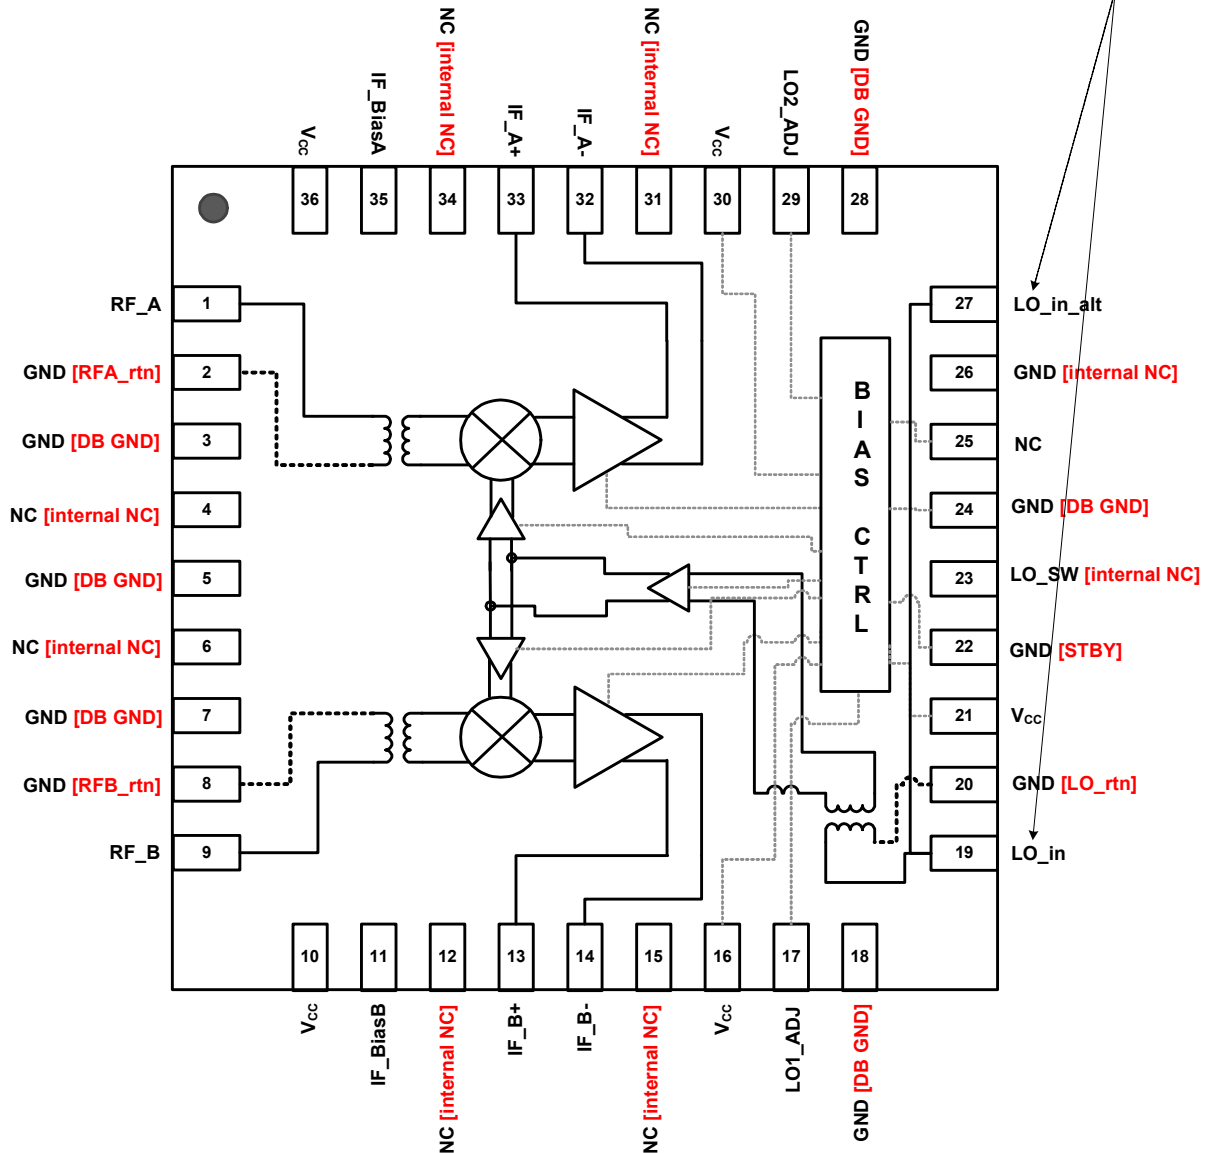 NC [internal NC]
NC [internal NC]
GND [DB GND]
IF_BiasA
IF_A+
IF_A-
LO2_ADJ
VCC
VCC
36
35
34
33
32
31
30
29
28
RF_A
1
27
LO_in_alt
GND [RFA_rtn]
2
26
GND [internal NC]
GND [DB GND]
3
25
NC
NC [internal NC]
4
24
GND [DB GND]
GND [DB GND]
5
23
LO_SW [internal NC]
NC [internal NC]
6
22
GND [STBY]
GND [DB GND]
7
21
VCC
GND [RFB_rtn]
8
20
GND [LO_rtn]
RF_B
9
19
LO_in
BIAS CTRL
10
11
12
13
14
15
16
17
18
VCC
IF_BiasB
NC [internal NC]
IF_B+
IF_B-
NC [internal NC]
VCC
LO1_ADJ
GND [DB GND]